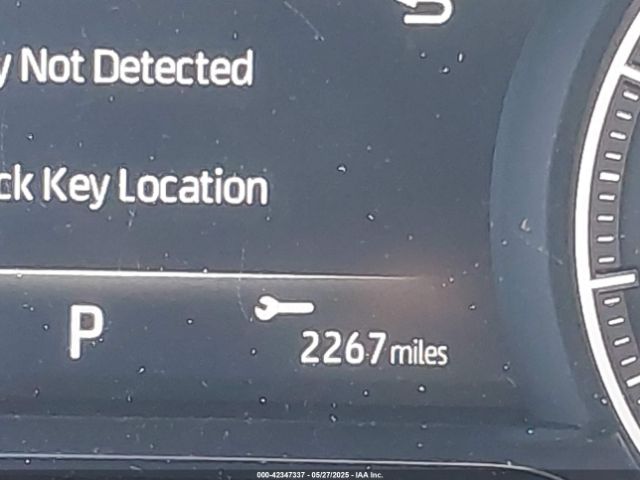 y Not Detected
ck Key Location
P
2267 miles
000-42347337 - 05/27/2025 - IAA Inc.